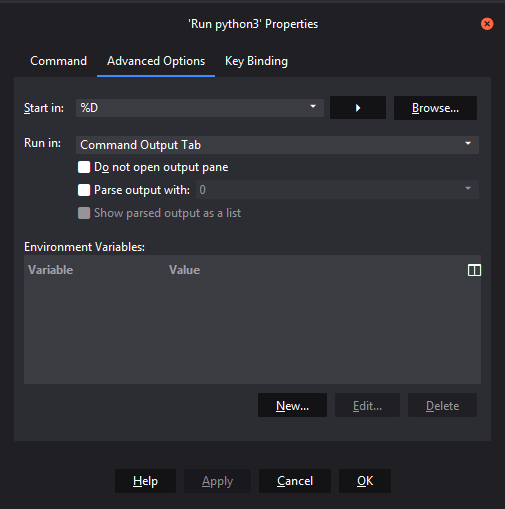 'Run python3' Properties
Command Advanced Options Key Binding
Start in: %D Browse...
Run in: Command Output Tab
Do not open output pane
Parse output with: 0
Show parsed output as a list
Environment Variables:
Variable Value
New... Edit... Delete
Help Apply Cancel OK